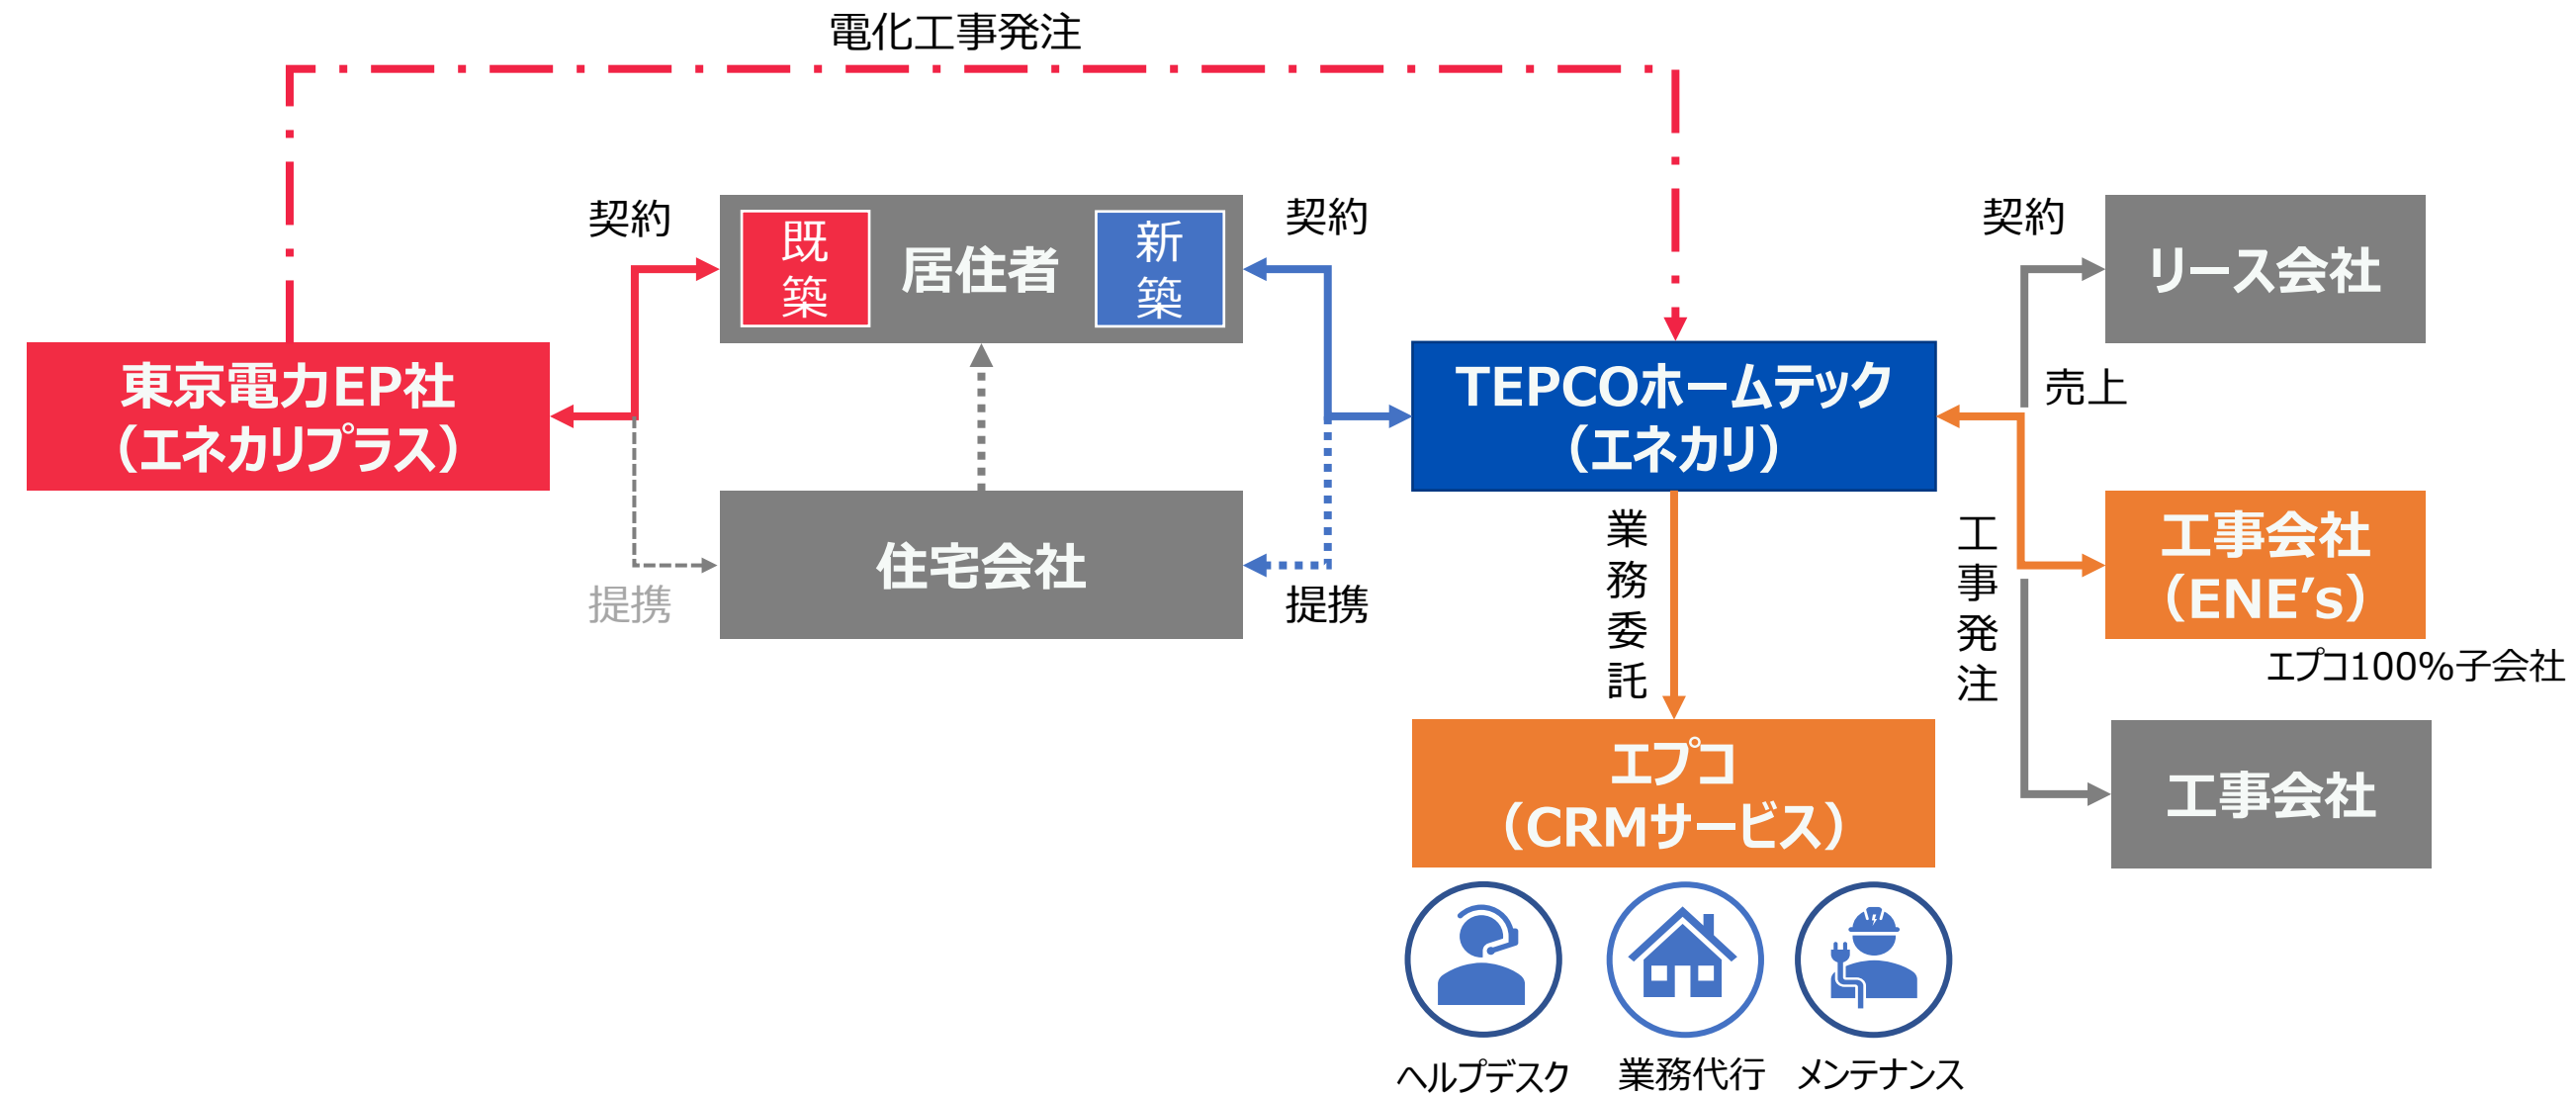 電化工事発注
契約
既
築
居住者
新
築
契約
契約
リース会社
東京電力EP社
（エネカリプラス）
TEPCOホームテック
（エネカリ）
売上
住宅会社
提携
提携
業
務
委
託
工
事
発
注
工事会社
（ENE’s）
エプコ100%子会社
エプコ
（CRMサービス）
工事会社
ヘルプデスク
業務代行
メンテナンス